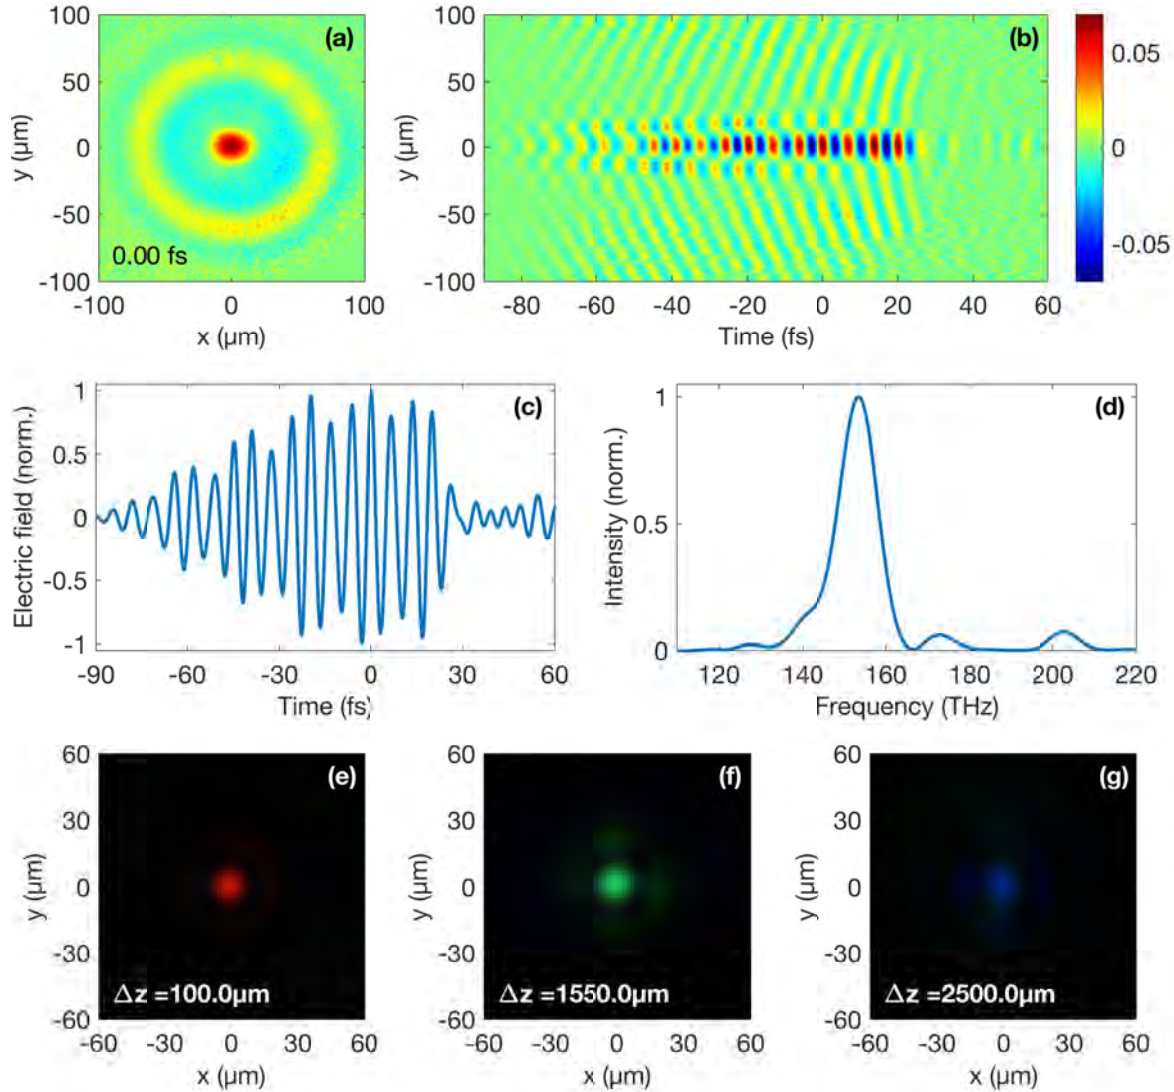 100
50
0
-50
-100
y (µm)
(a)
0.00 fs
-100
0
100
x (µm)
100
50
0
-50
-100
y (µm)
(b)
-80
-60
-40
-20
0
20
40
60
Time (fs)
0.05
0
-0.05
1
0.5
0
-0.5
-1
Electric field (norm.)
(c)
-90
-60
-30
0
30
60
Time (fs)
1
0.5
0
Intensity (norm.)
(d)
120
140
160
180
200
220
Frequency (THz)
60
30
0
-30
-60
y (µm)
(e)
Δz =100.0µm
-60
-30
0
30
60
x (µm)
60
30
0
-30
-60
y (µm)
(f)
Δz =1550.0µm
-60
-30
0
30
60
x (µm)
60
30
0
-30
-60
y (µm)
(g)
Δz =2500.0µm
-60
-30
0
30
60
x (µm)